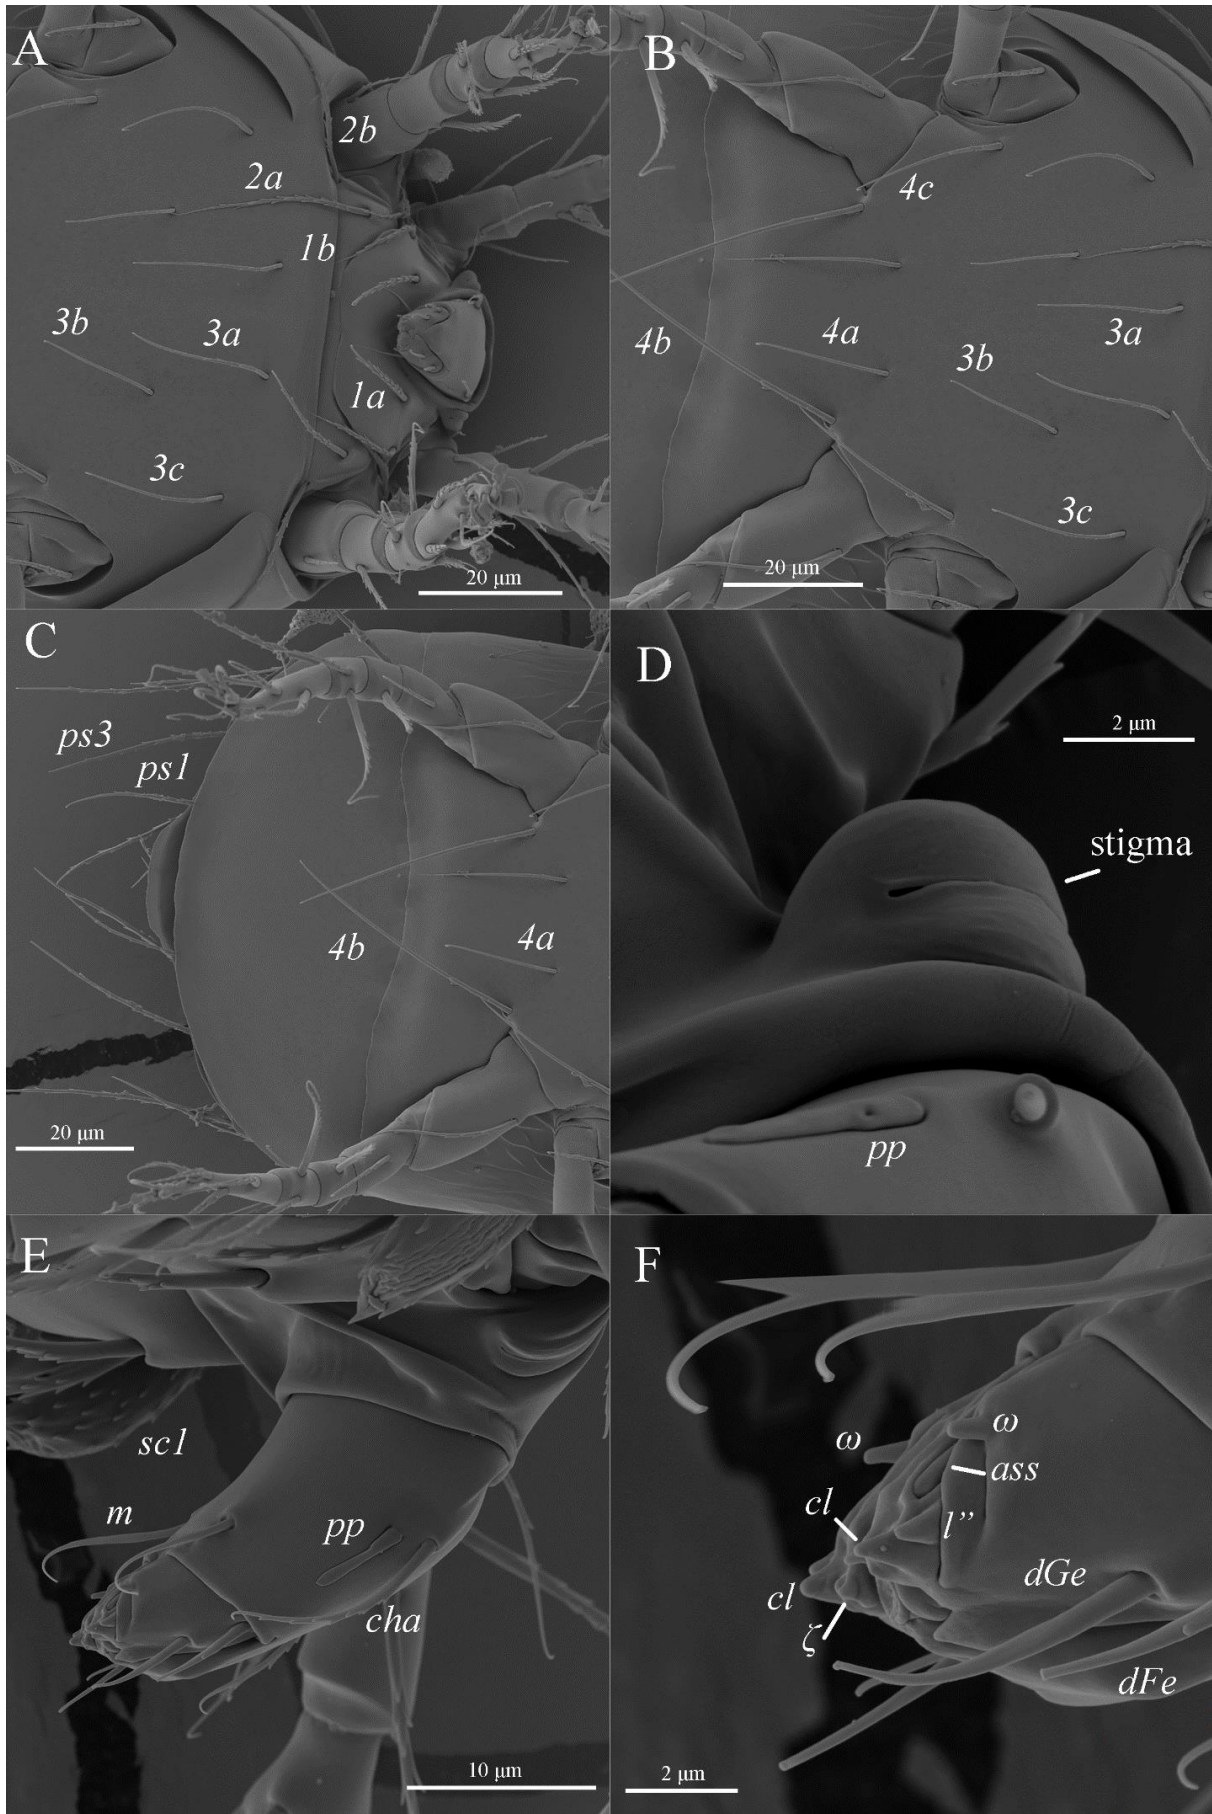 A
2b
2a
1b
3b
3a
1a
3c
20 μm
B
4c
4b
4a
3b
3a
3c
20 μm
C
ps3
ps1
4b
4a
20 μm
D
2 μm
stigma
pp
E
sc1
m
pp
cha
10 μm
F
ω
ω
ass
cl
l”
dGe
cl
ζ
dFe
2 μm